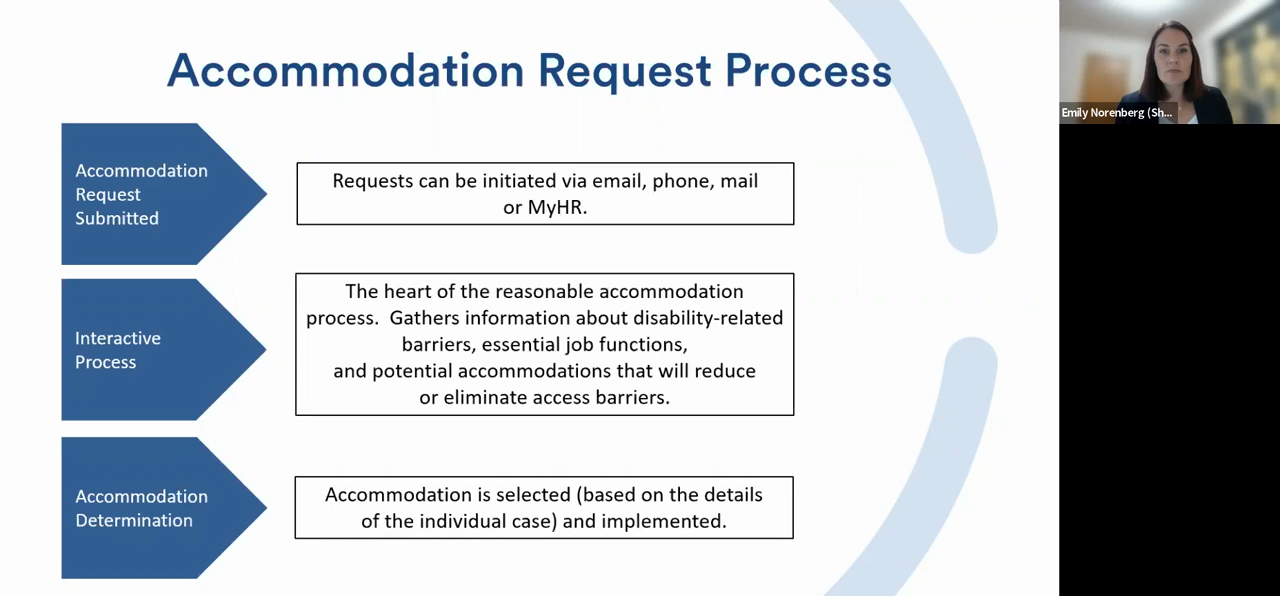 Accommodation Request Process
Accommodation
Request
Submitted
Requests can be initiated via email, phone, mail
or MyHR.
Interactive
Process
The heart of the reasonable accommodation
process.  Gathers information about disability-related
barriers, essential job functions,
and potential accommodations that will reduce
or eliminate access barriers.
Accommodation
Determination
Accommodation is selected (based on the details
of the individual case) and implemented.
Emily Norenberg (Sh...